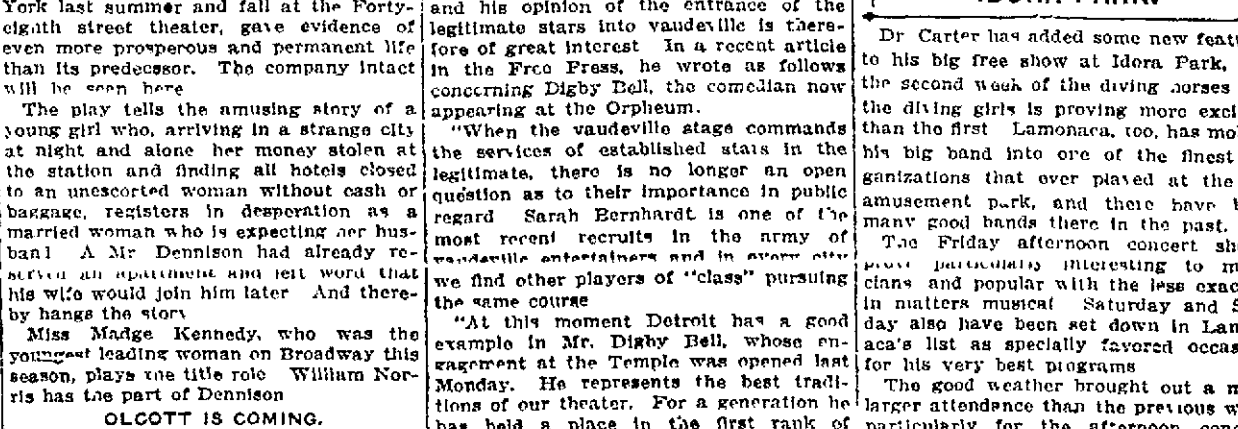 York last summer and fall at the Forty-
eighth street theater, gave evidence of
even more prosperous and permanent life
than its predecessor. The company intact
will be seen here
The play tells the amusing story of a
young girl who, arriving in a strange city
at night and alone her money stolen at
the station and finding all hotels closed
to an unescorted woman without cash or
baggage, registers in desperation as a
married woman who is expecting her hus-
band A Mr Dennison had already re-
served an apartment and left word that
his wife would join him later And there-
by hangs the story
Miss Madge Kennedy, who was the
youngest leading woman on Broadway this
season, plays the title role William Nor-
ris has the part of Dennison
OLCOTT IS COMING.
and his opinion of the entrance of the
legitimate stars into vaudeville is there-
fore of great interest In a recent article
in the Free Press, he wrote as follows
concerning Digby Bell, the comedian now
appearing at the Orpheum.
"When the vaudeville stage commands
the services of established stars in the
legitimate, there is no longer an open
question as to their importance in public
regard Sarah Bernhardt is one of the
most recent recruits in the army of
vaudeville entertainers and in every city
we find other players of "class" pursuing
the same course
"At this moment Detroit has a good
example in Mr. Digby Bell, whose en-
gagement at the Temple was opened last
Monday. He represents the best tradi-
tions of our theater. For a generation he
has held a place in the first rank of
IDORA PARK.
Dr Carter has added some new feat
to his big free show at Idora Park,
the second week of the diving horses
the diving girls is proving more exci
than the first Lamonaca, too, has mo
his big band into one of the finest
ganizations that ever played at the
amusement park, and there have b
many good bands there in the past.
The Friday afternoon concert sh
prove particularly interesting to m
cians and popular with the less exac
in matters musical Saturday and S
day also have been set down in Lam
aca's list as specially favored occas
for his very best programs
The good weather brought out a m
larger attendance than the previous w
particularly for the afternoon conc